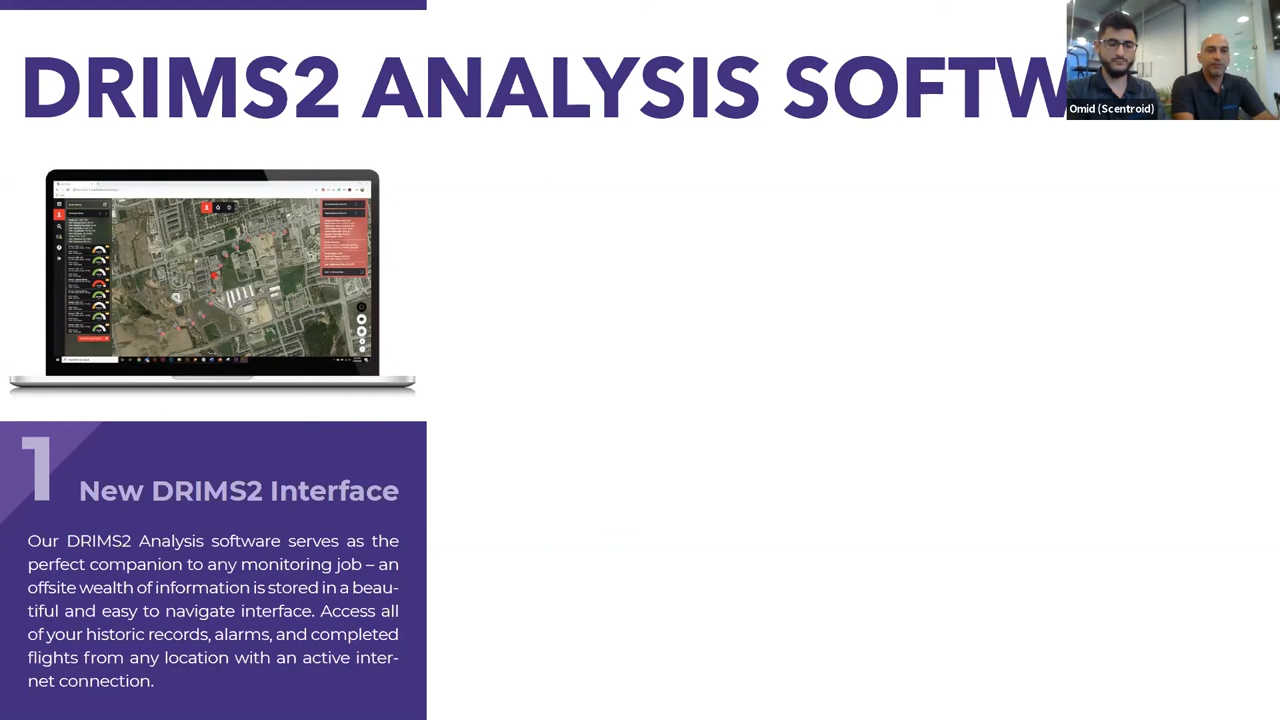 DRIMS2 ANALYSIS SOFTW
Omid (Scentroid)
1
New DRIMS2 Interface
Our DRIMS2 Analysis software serves as the
perfect companion to any monitoring job – an
offsite wealth of information is stored in a beau-
tiful and easy to navigate interface. Access all
of your historic records, alarms, and completed
flights from any location with an active inter-
net connection.